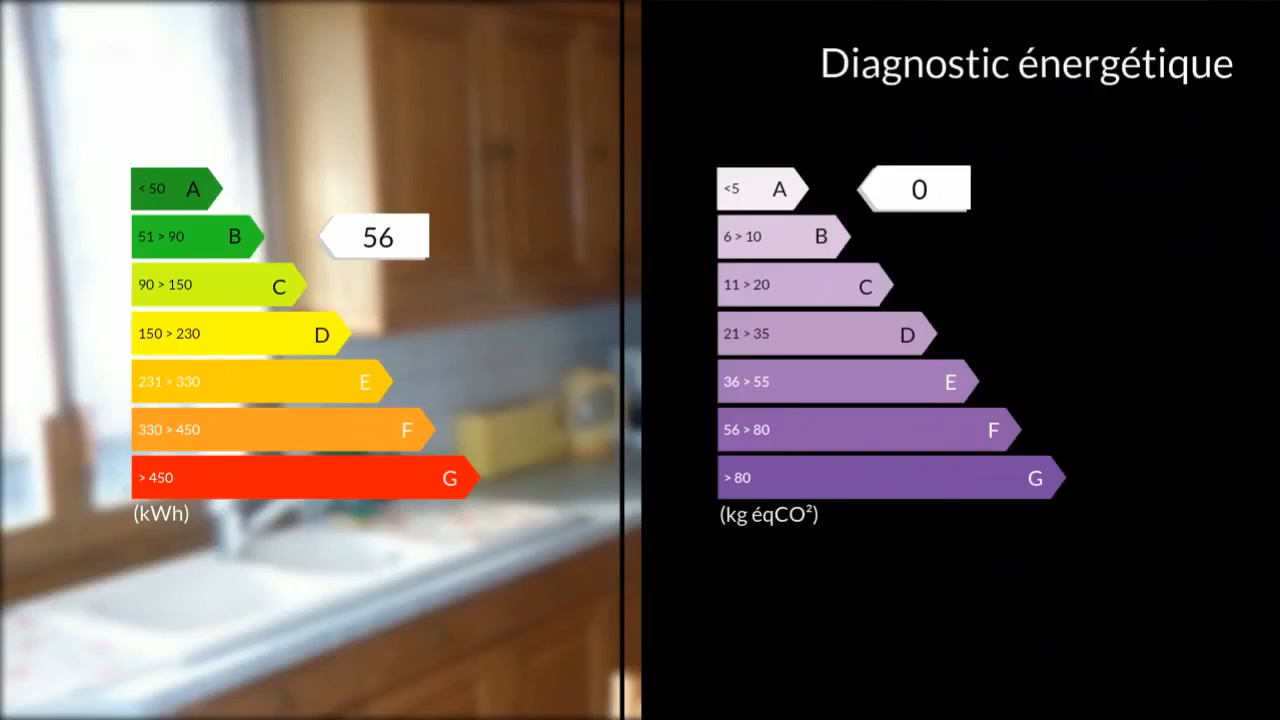 Diagnostic énergétique
< 50 A
51 > 90 B
56
90 > 150 C
150 > 230 D
231 > 330 E
330 > 450 F
> 450 G
(kWh)
<5 A
0
6 > 10 B
11 > 20 C
21 > 35 D
36 > 55 E
56 > 80 F
> 80 G
(kg éqCO²)